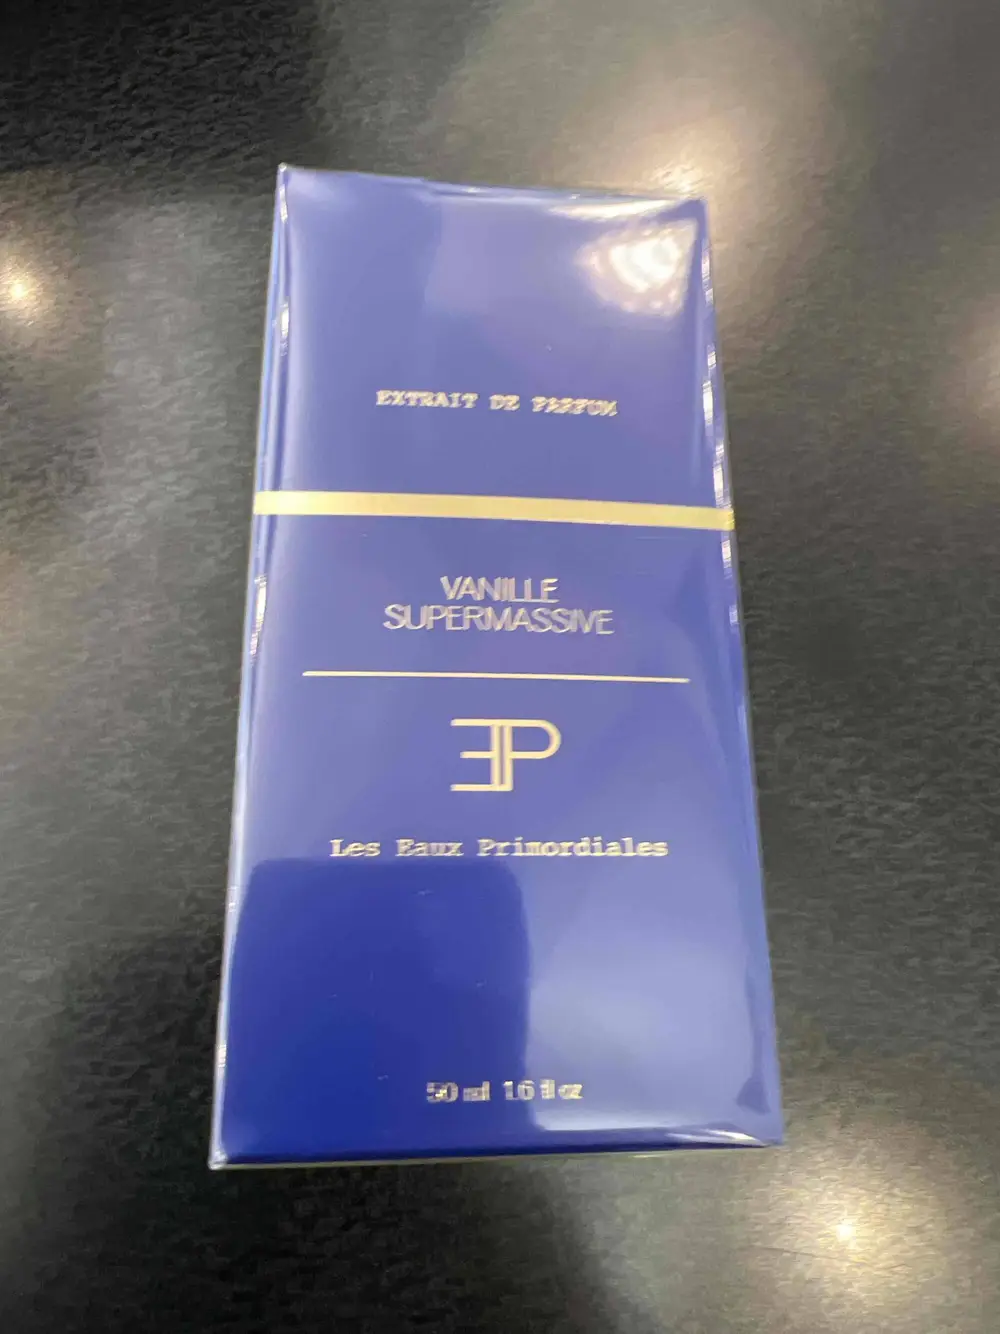 EXTRAIT DE PARFUM
VANILLE
SUPERMASSIVE
EP
Les Eaux Primordiales
50 ml 1.6 fl oz